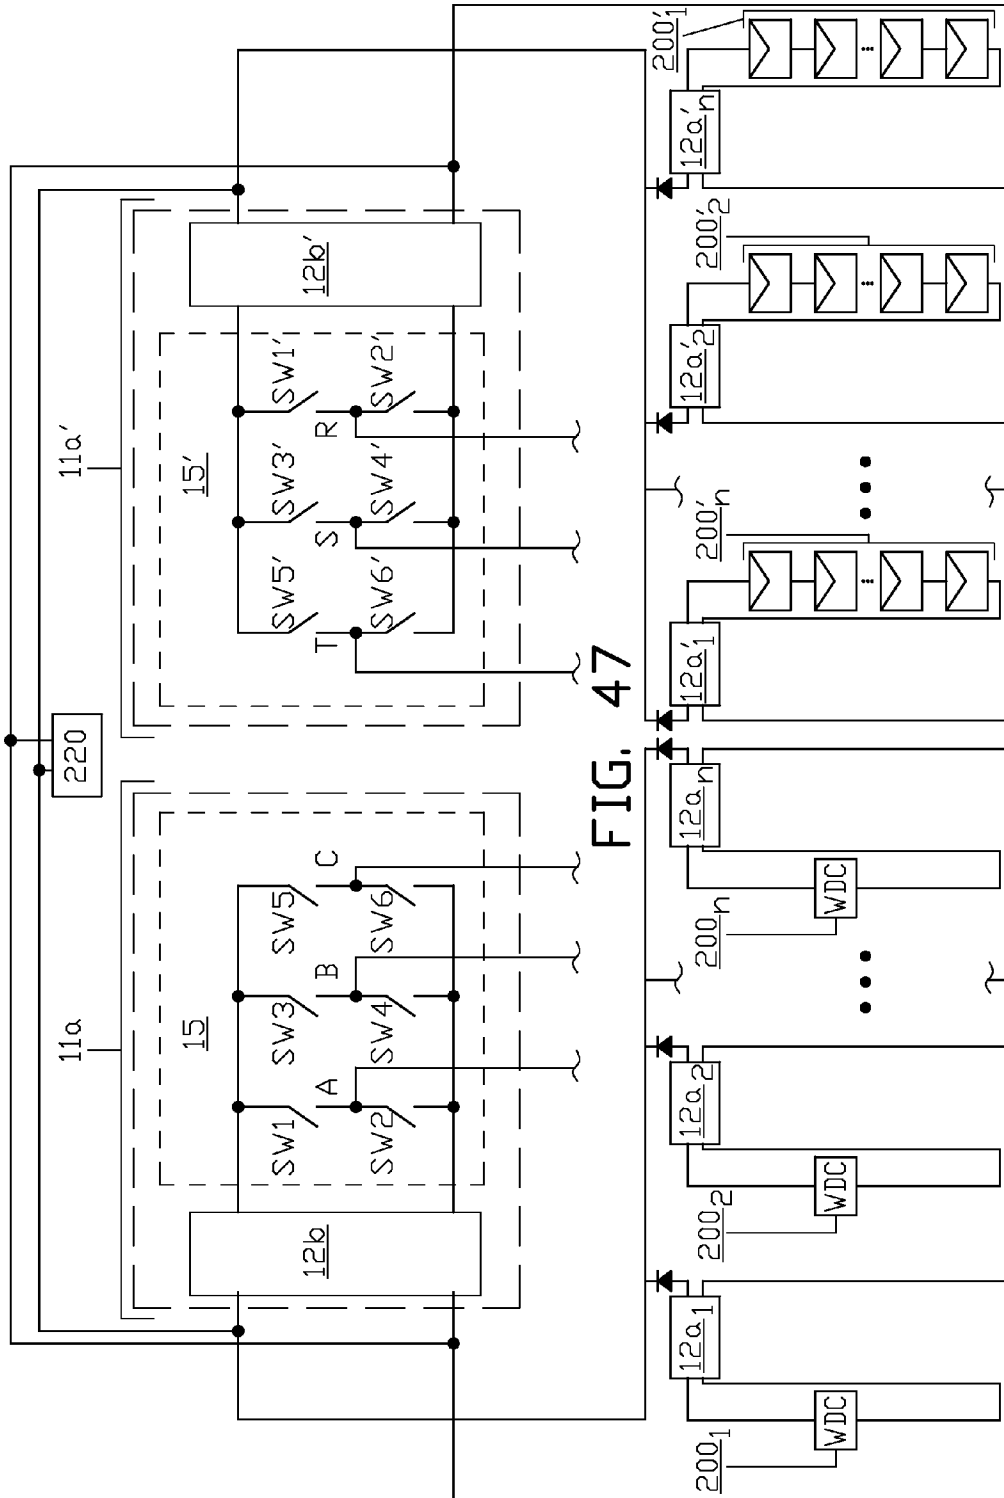 220
11a
11a'
15
15'
12b
SW1
SW3
SW5
A
B
C
SW2
SW4
SW6
SW5'
SW3'
SW1'
T
S
R
SW6'
SW4'
SW2'
12b'
FIG. 47
12a₁
12a₂
12aₙ
12a'₁
12a'₂
12a'ₙ
200₁
WDC
200₂
WDC
200ₙ
WDC
200'ₙ
200'₂
200'₁